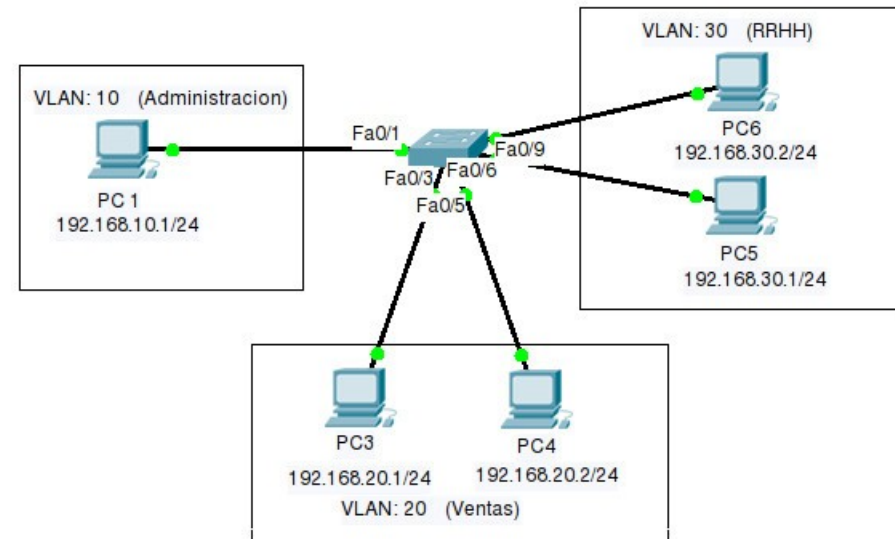 VLAN: 10 (Administracion)
PC 1
192.168.10.1/24
Fa0/1
Fa0/3
Fa0/5
Fa0/6
Fa0/9
VLAN: 30 (RRHH)
PC6
192.168.30.2/24
PC5
192.168.30.1/24
PC3
192.168.20.1/24
PC4
192.168.20.2/24
VLAN: 20 (Ventas)